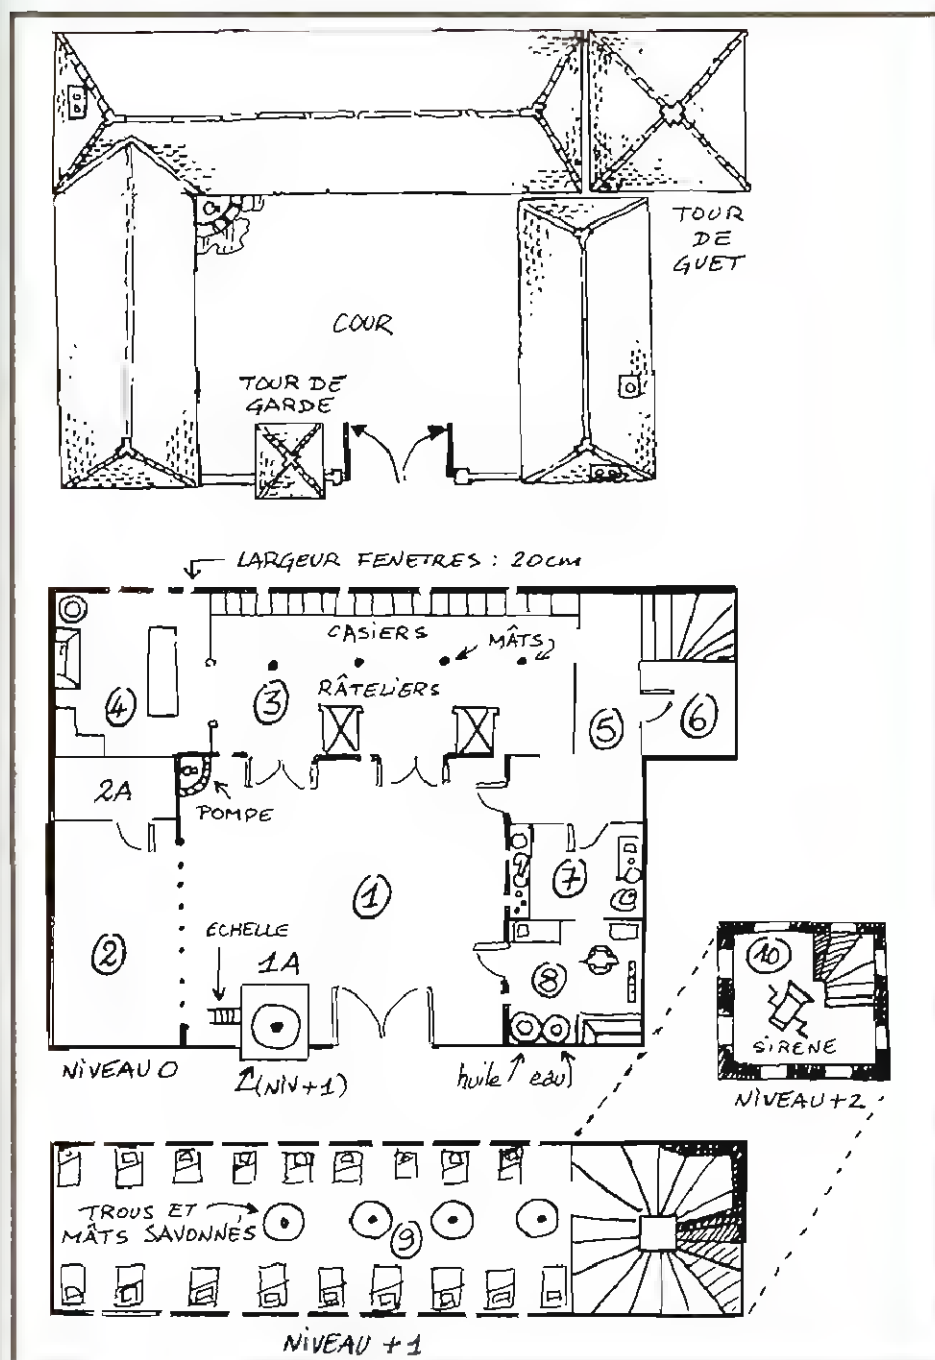 TOUR
DE
GUET
COUR
TOUR DE
GARDE
LARGEUR FENETRES : 20cm
CASIERS
MÂTS
RÂTELIERS
4
3
5
6
2A
POMPE
7
1
ECHELLE
2
1A
8
10
SIRENE
NIVEAU 0
(NIV+1)
huile
eau
NIVEAU+2
TROUS ET
MÂTS SAVONNÉS
9
NIVEAU +1